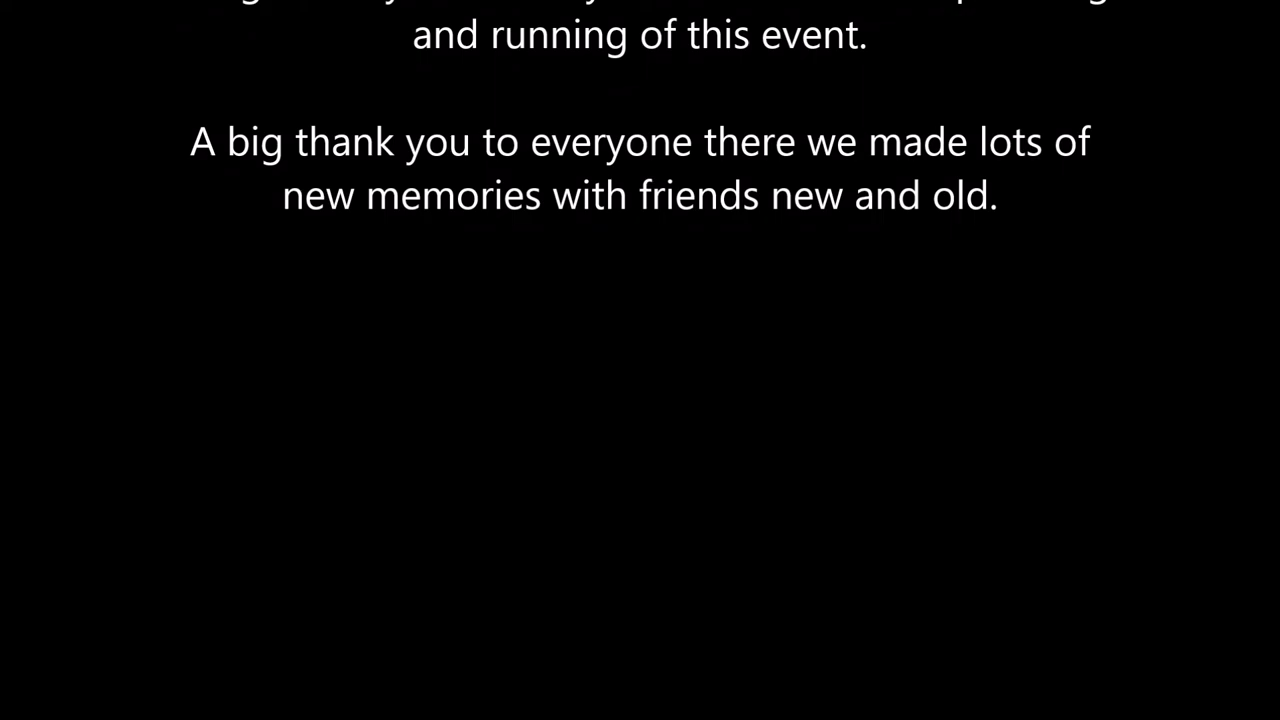 and running of this event.
A big thank you to everyone there we made lots of
new memories with friends new and old.